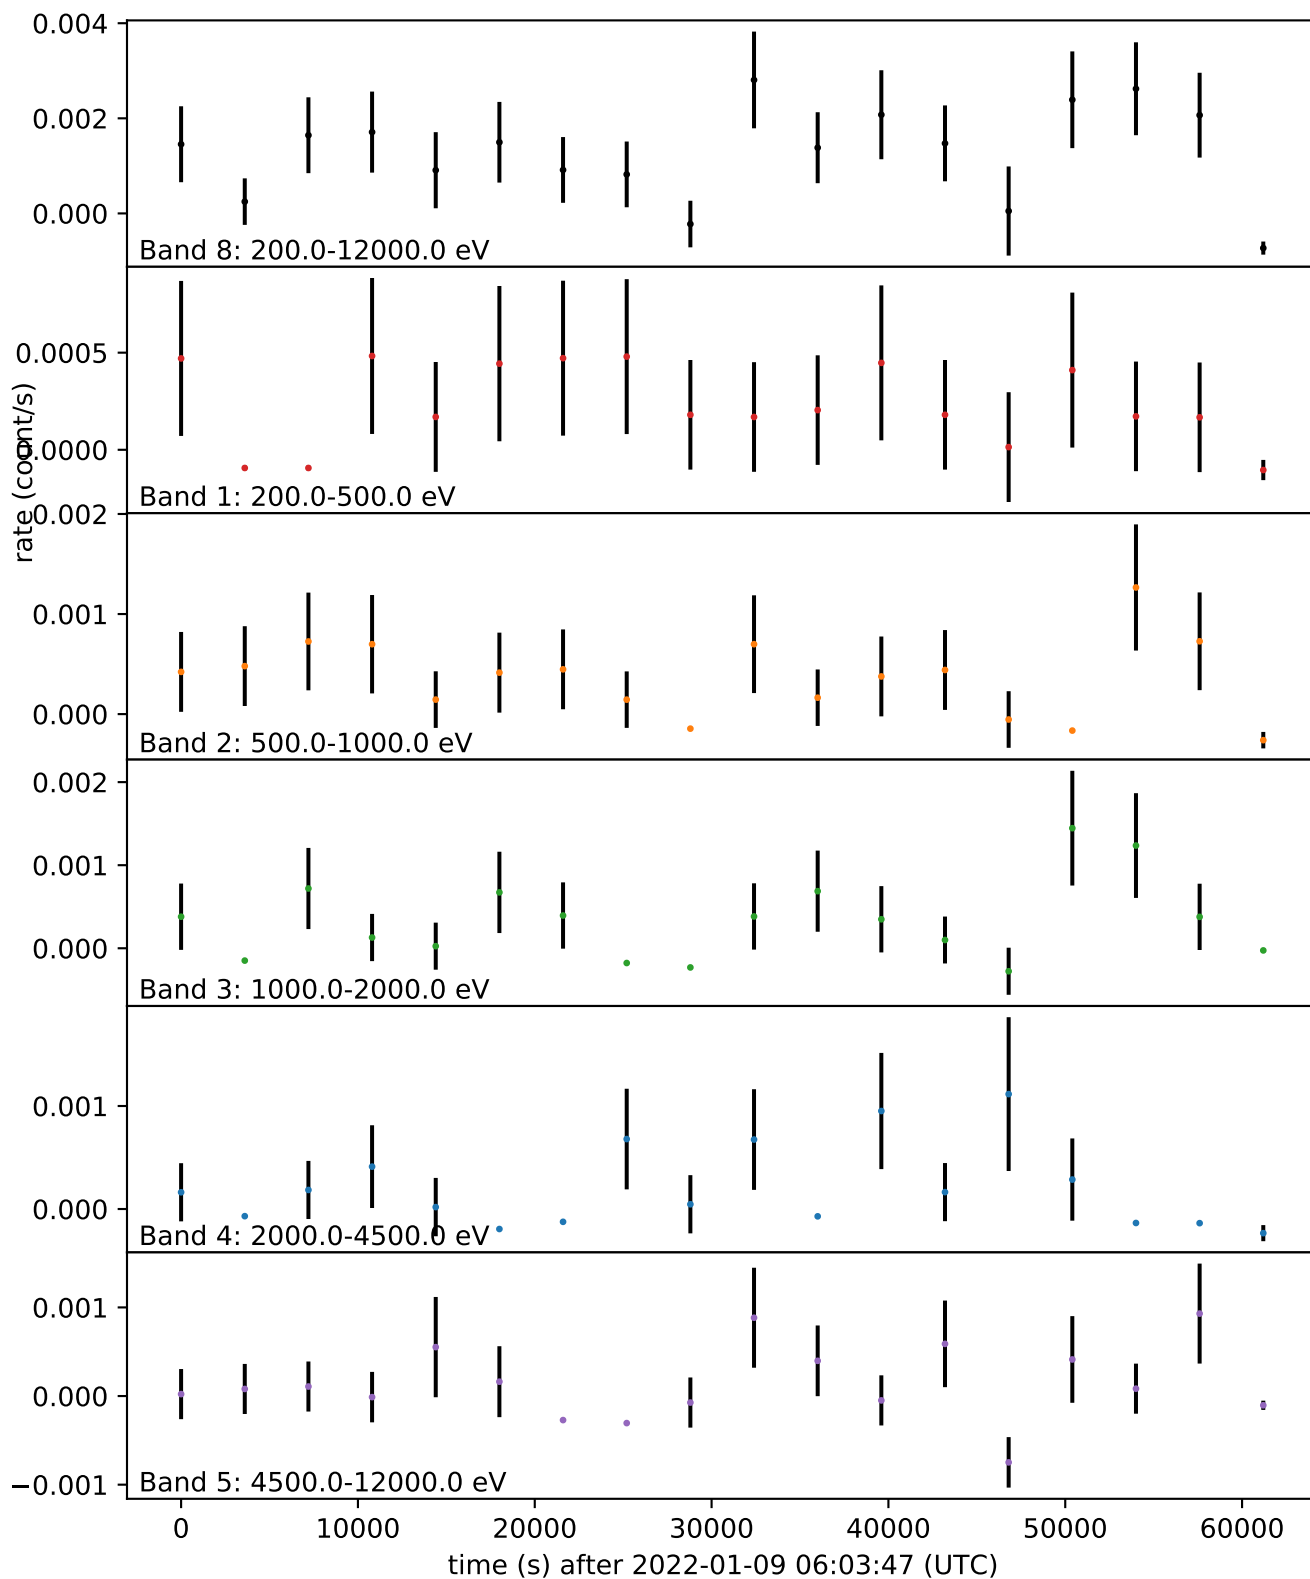 0.004
0.002
0.000
Band 8: 200.0-12000.0 eV
0.0005
0.0000
Band 1: 200.0-500.0 eV
rate (count/s)
0.002
0.001
0.000
Band 2: 500.0-1000.0 eV
0.002
0.001
0.000
Band 3: 1000.0-2000.0 eV
0.001
0.000
Band 4: 2000.0-4500.0 eV
0.001
0.000
−0.001
Band 5: 4500.0-12000.0 eV
0 10000 20000 30000 40000 50000 60000
time (s) after 2022-01-09 06:03:47 (UTC)